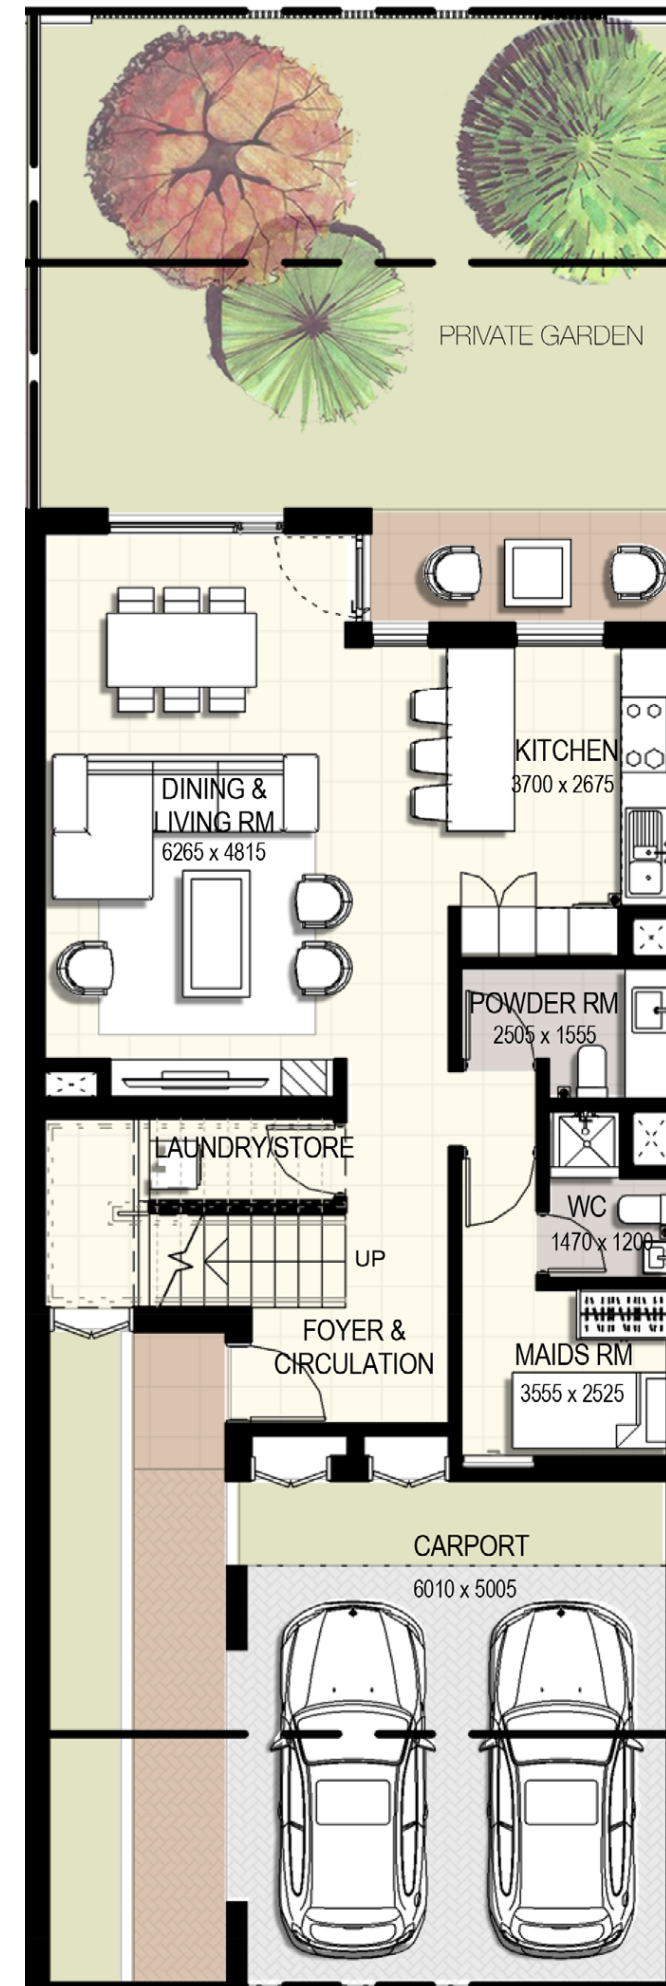 PRIVATE GARDEN
KITCHEN
3700 x 2675
DINING &
LIVING RM
6265 x 4815
POWDER RM
2505 x 1555
LAUNDRY/STORE
WC
1470 x 1200
UP
FOYER &
CIRCULATION
MAIDS RM
3555 x 2525
CARPORT
6010 x 5005